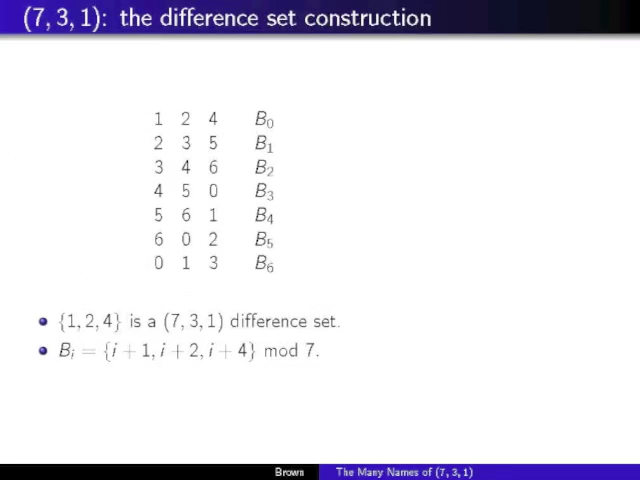 (7, 3, 1): the difference set construction
1 2 4 B₀
2 3 5 B₁
3 4 6 B₂
4 5 0 B₃
5 6 1 B₄
6 0 2 B₅
0 1 3 B₆
{1, 2, 4} is a (7, 3, 1) difference set.
Bᵢ = {i + 1, i + 2, i + 4} mod 7.
Brown The Many Names of (7, 3, 1)